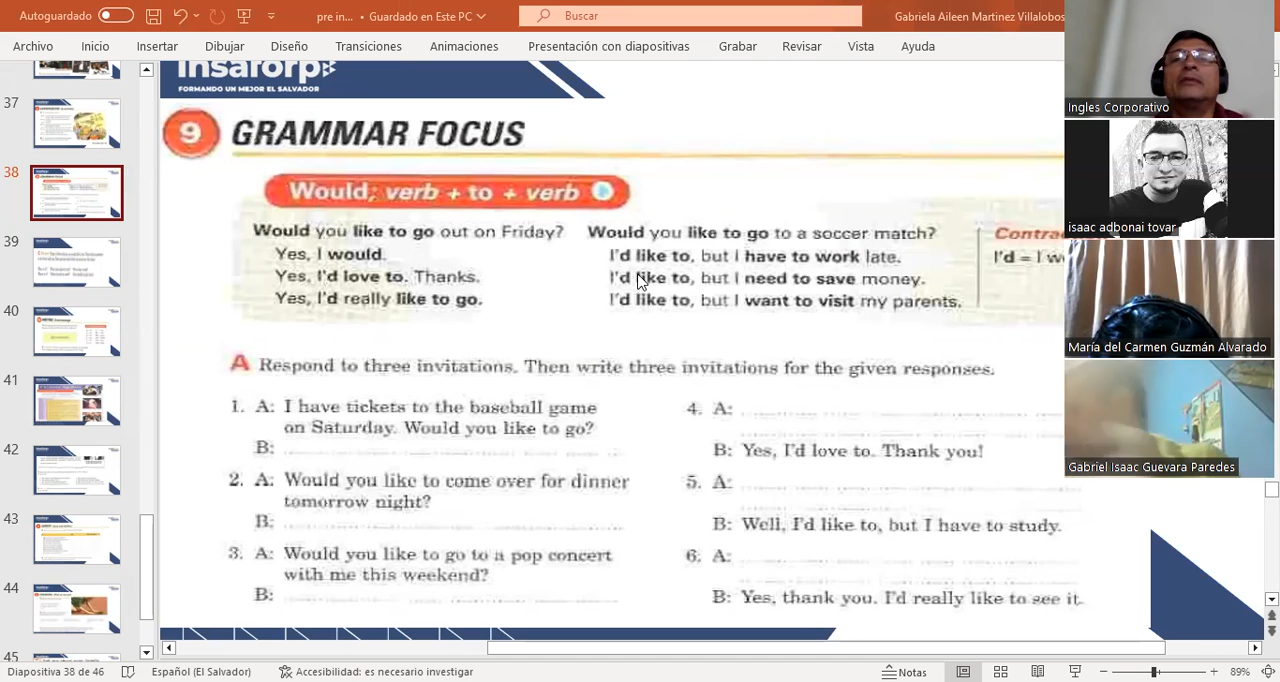 Autoguardado
pre in... • Guardado en Este PC
Buscar
Gabriela Aileen Martinez Villalobos
Archivo Inicio Insertar Dibujar Diseño Transiciones Animaciones Presentación con diapositivas Grabar Revisar Vista Ayuda
37
38
39
40
41
42
43
44
45
Insaforp
FORMANDO UN MEJOR EL SALVADOR
9 GRAMMAR FOCUS
Would; verb + to + verb
Would you like to go out on Friday?
Yes, I would.
Yes, I'd love to. Thanks.
Yes, I'd really like to go.
Would you like to go to a soccer match?
I'd like to, but I have to work late.
I'd like to, but I need to save money.
I'd like to, but I want to visit my parents.
Contra
I'd = I w
A Respond to three invitations. Then write three invitations for the given responses.
1. A: I have tickets to the baseball game
on Saturday. Would you like to go?
B:
2. A: Would you like to come over for dinner
tomorrow night?
B:
3. A: Would you like to go to a pop concert
with me this weekend?
B:
4. A:
B: Yes, I'd love to. Thank you!
5. A:
B: Well, I'd like to, but I have to study.
6. A:
B: Yes, thank you. I'd really like to see it.
Ingles Corporativo
isaac adbonai tovar
María del Carmen Guzmán Alvarado
Gabriel Isaac Guevara Paredes
Diapositiva 38 de 46
Español (El Salvador)
Accesibilidad: es necesario investigar
Notas
89%